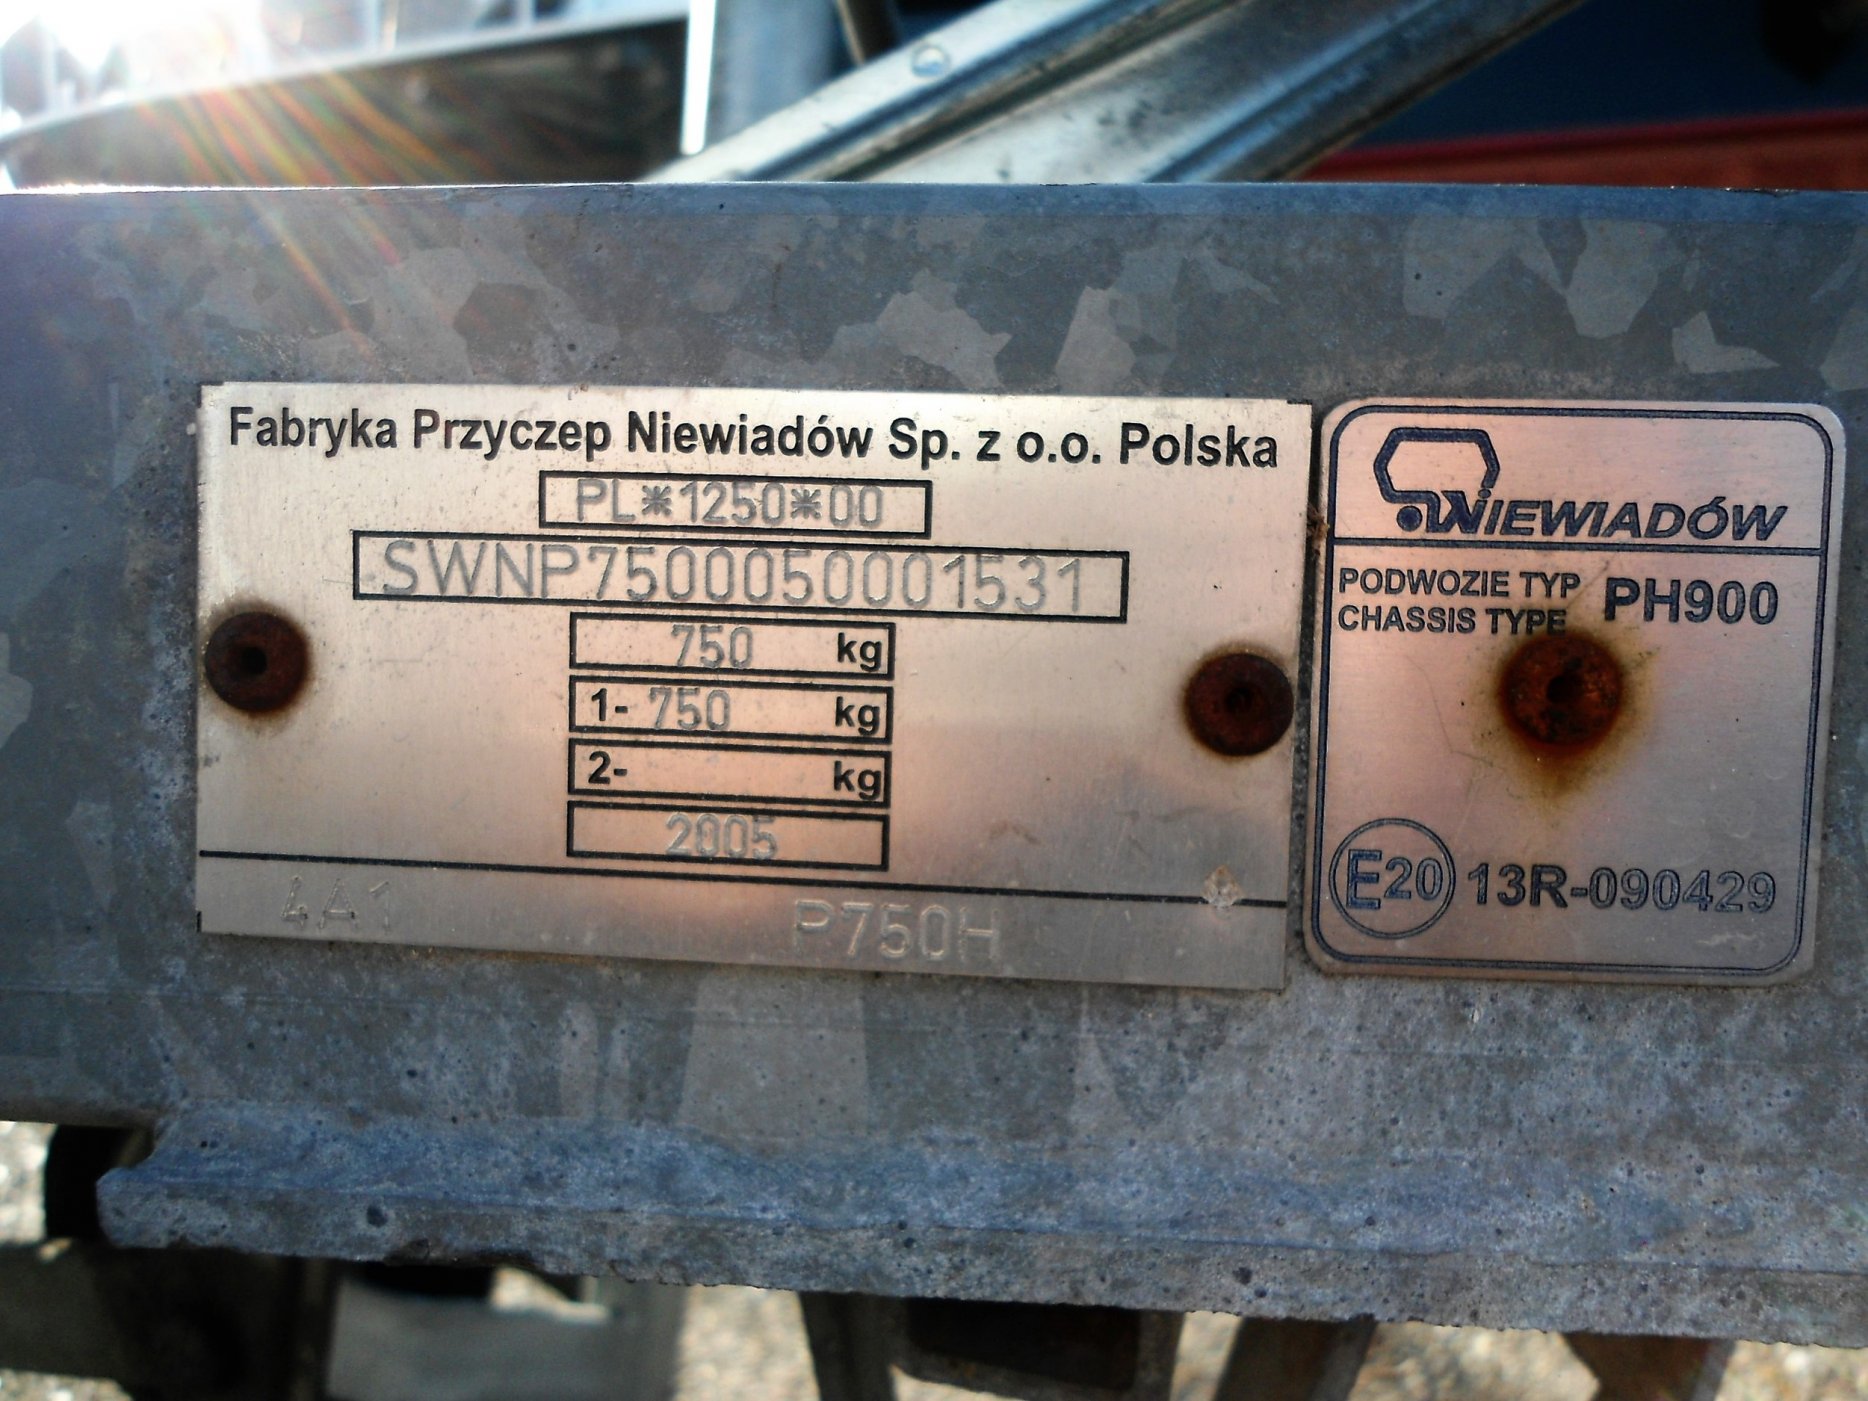 Fabryka Przyczep Niewiadów Sp. z o.o. Polska
PL*1250*00
SWNP7500050001531
750 kg
1- 750 kg
2- kg
2005
4A1 P750H
NIEWIADÓW
PODWOZIE TYP
CHASSIS TYPE
PH900
E20 13R-090429